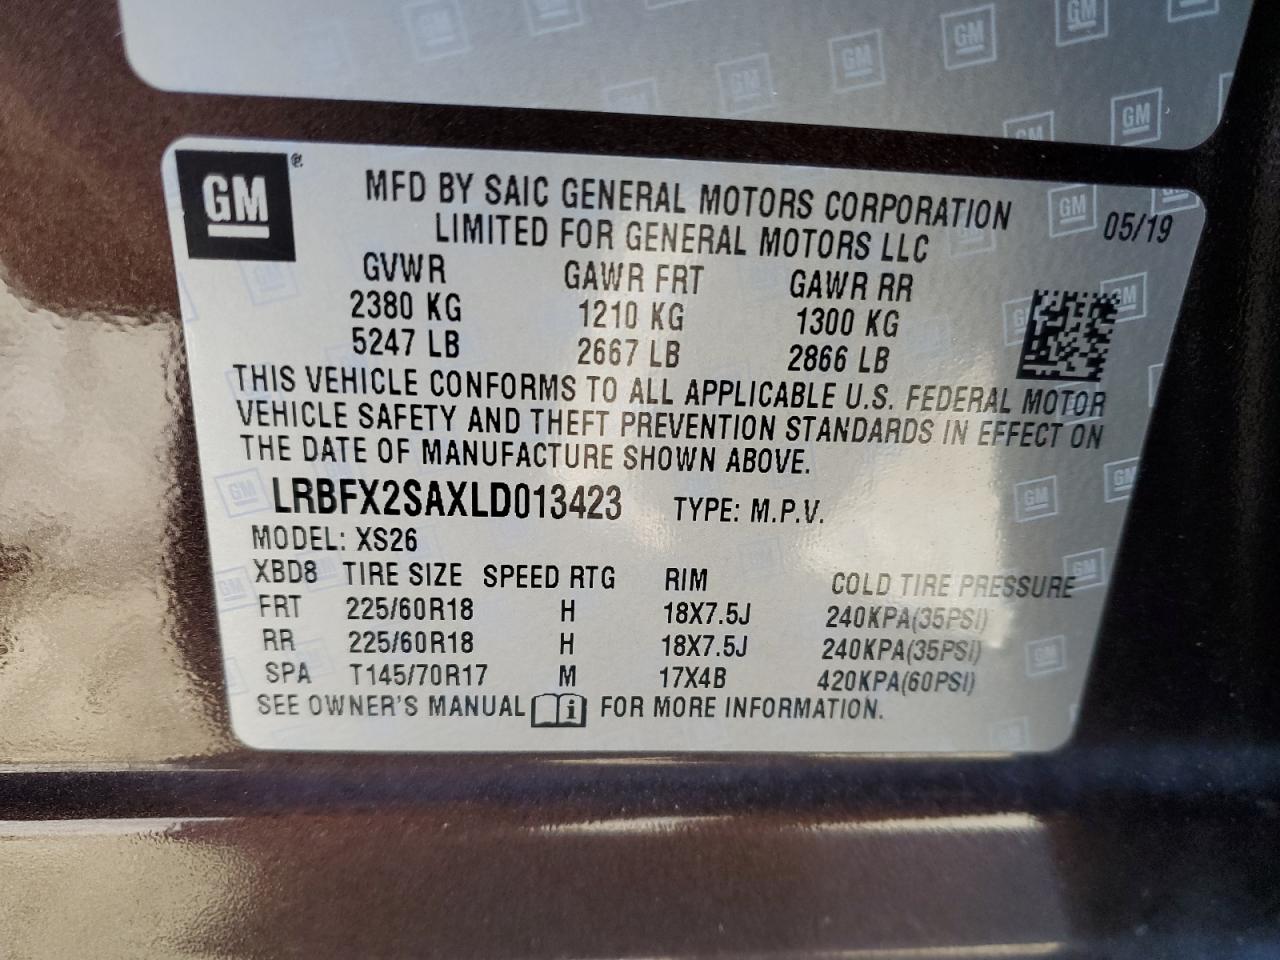 GM
MFD BY SAIC GENERAL MOTORS CORPORATION
LIMITED FOR GENERAL MOTORS LLC
05/19
GVWR GAWR FRT GAWR RR
2380 KG 1210 KG 1300 KG
5247 LB 2667 LB 2866 LB
THIS VEHICLE CONFORMS TO ALL APPLICABLE U.S. FEDERAL MOTOR
VEHICLE SAFETY AND THEFT PREVENTION STANDARDS IN EFFECT ON
THE DATE OF MANUFACTURE SHOWN ABOVE.
LRBFX2SAXLD013423 TYPE: M.P.V.
MODEL: XS26
XBD8 TIRE SIZE SPEED RTG RIM COLD TIRE PRESSURE
FRT 225/60R18 H 18X7.5J 240KPA(35PSI)
RR 225/60R18 H 18X7.5J 240KPA(35PSI)
SPA T145/70R17 M 17X4B 420KPA(60PSI)
SEE OWNER'S MANUAL i FOR MORE INFORMATION.